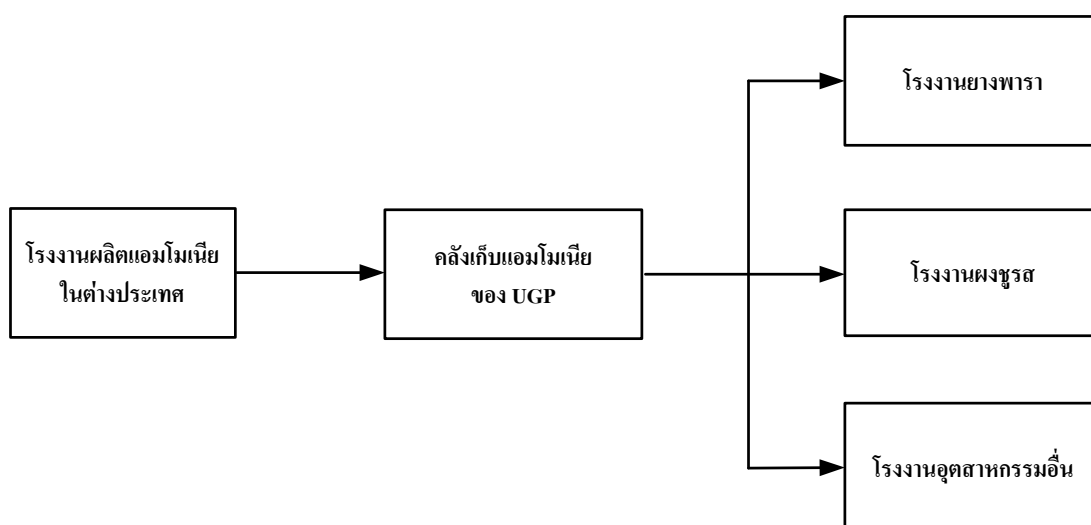 โรงงานยางพารา
โรงงานผลิตแอมโมเนีย
ในต่างประเทศ
คลังเก็บแอมโมเนีย
ของ UGP
โรงงานผงชูรส
โรงงานอุตสาหกรรมอื่น